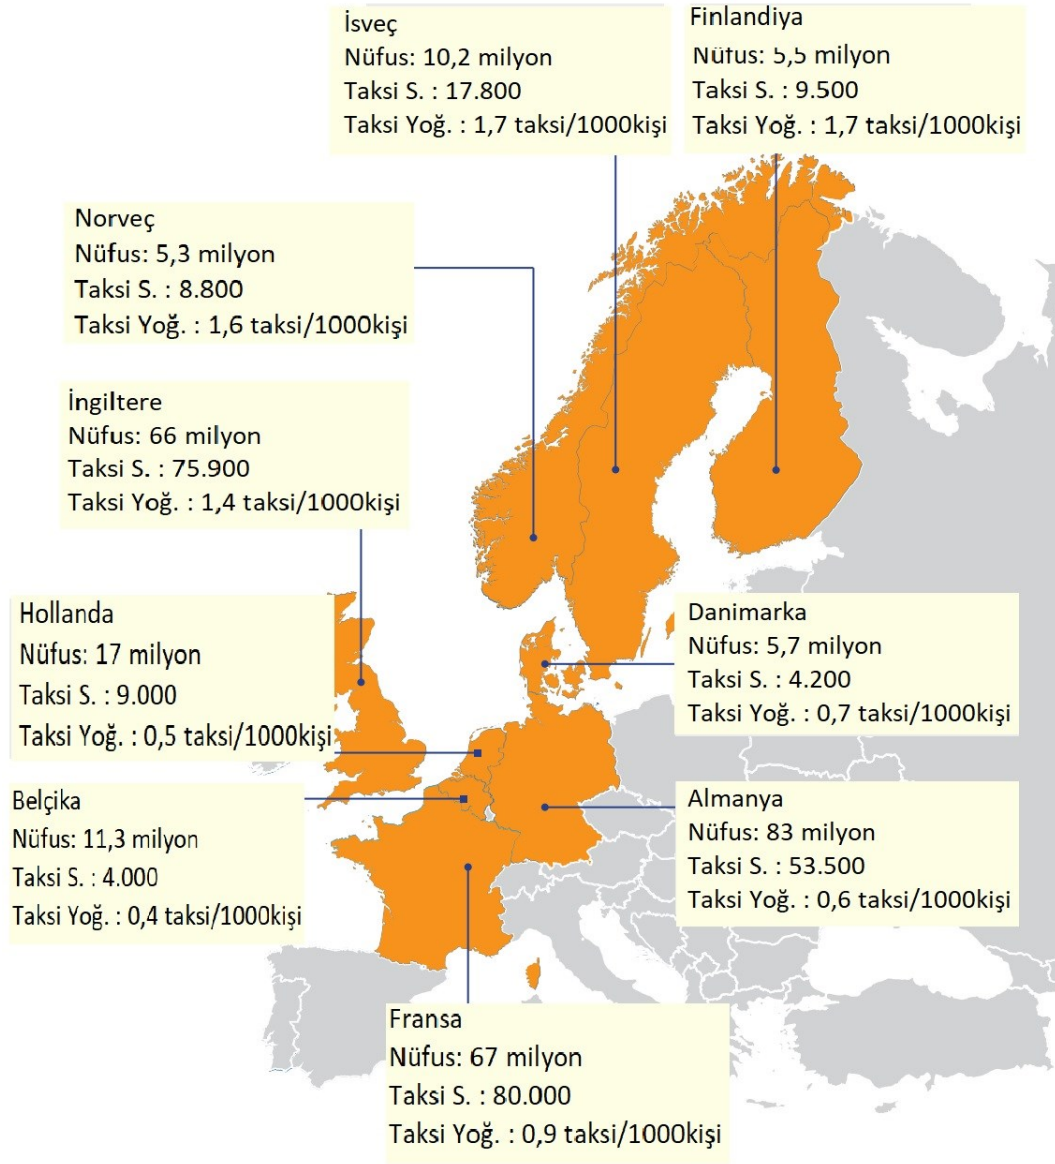 İsveç
Nüfus: 10,2 milyon
Taksi S. : 17.800
Taksi Yoğ. : 1,7 taksi/1000kişi
Finlandiya
Nüfus: 5,5 milyon
Taksi S. : 9.500
Taksi Yoğ. : 1,7 taksi/1000kişi
Norveç
Nüfus: 5,3 milyon
Taksi S. : 8.800
Taksi Yoğ. : 1,6 taksi/1000kişi
İngiltere
Nüfus: 66 milyon
Taksi S. : 75.900
Taksi Yoğ. : 1,4 taksi/1000kişi
Hollanda
Nüfus: 17 milyon
Taksi S. : 9.000
Taksi Yoğ. : 0,5 taksi/1000kişi
Danimarka
Nüfus: 5,7 milyon
Taksi S. : 4.200
Taksi Yoğ. : 0,7 taksi/1000kişi
Belçika
Nüfus: 11,3 milyon
Taksi S. : 4.000
Taksi Yoğ. : 0,4 taksi/1000kişi
Almanya
Nüfus: 83 milyon
Taksi S. : 53.500
Taksi Yoğ. : 0,6 taksi/1000kişi
Fransa
Nüfus: 67 milyon
Taksi S. : 80.000
Taksi Yoğ. : 0,9 taksi/1000kişi